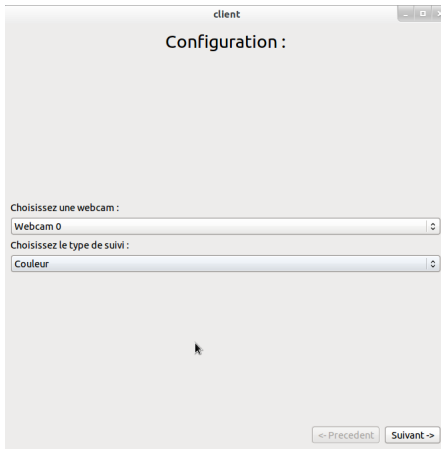 client
Configuration :
Choisissez une webcam :
Webcam 0
Choisissez le type de suivi :
Couleur
<- Precedent
Suivant ->